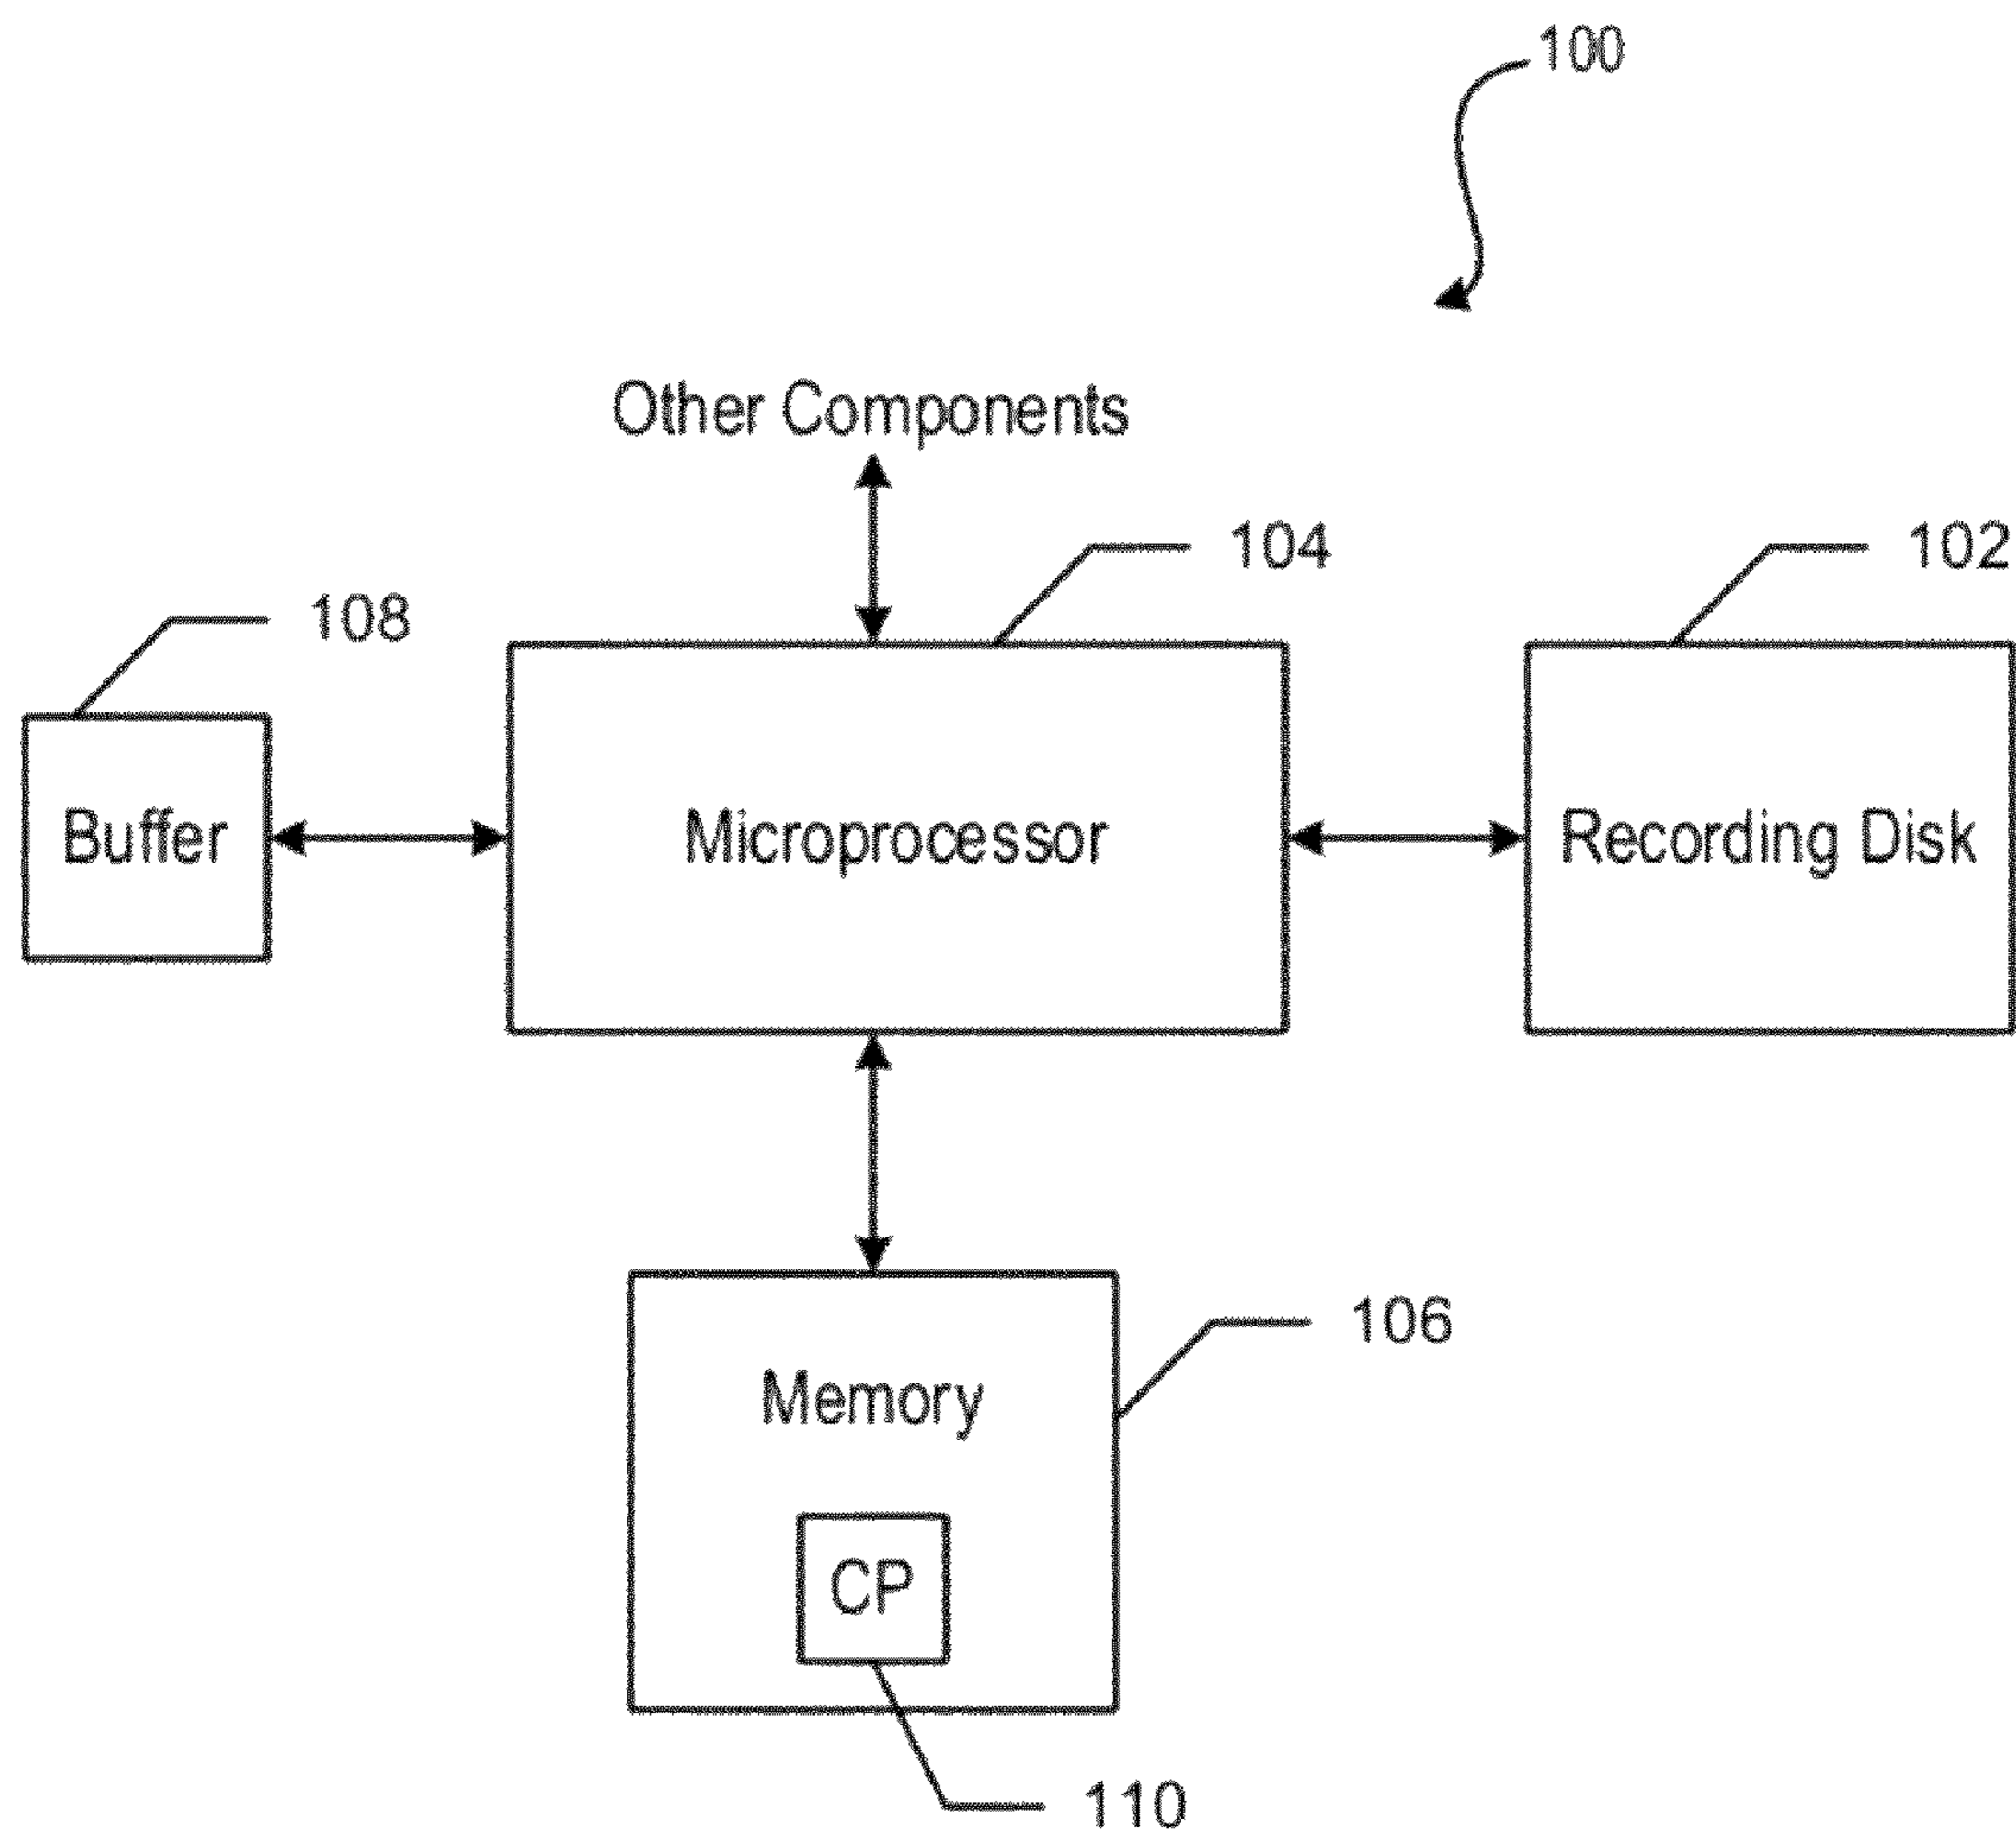 100
Other Components
104
102
108
Buffer
Microprocessor
Recording Disk
106
Memory
CP
110